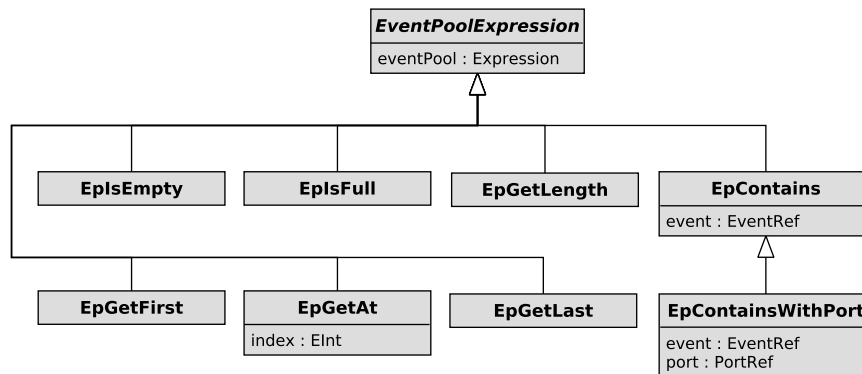 EventPoolExpression
eventPool : Expression
EpIsEmpty
EpIsFull
EpGetLength
EpContains
event : EventRef
EpGetFirst
EpGetAt
index : EInt
EpGetLast
EpContainsWithPort
event : EventRef
port : PortRef